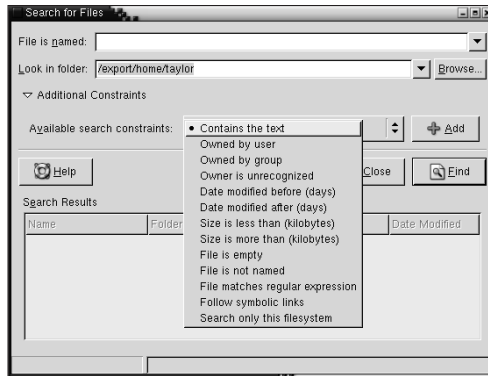 Search for Files
File is named:
Look in folder: /export/home/taylor Browse...
Additional Constraints
Available search constraints: Contains the text Add
Owned by user
Owned by group
Owner is unrecognized
Date modified before (days)
Date modified after (days)
Size is less than (kilobytes)
Size is more than (kilobytes)
File is empty
File is not named
File matches regular expression
Follow symbolic links
Search only this filesystem
Help Close Find
Search Results
Name Folder Date Modified